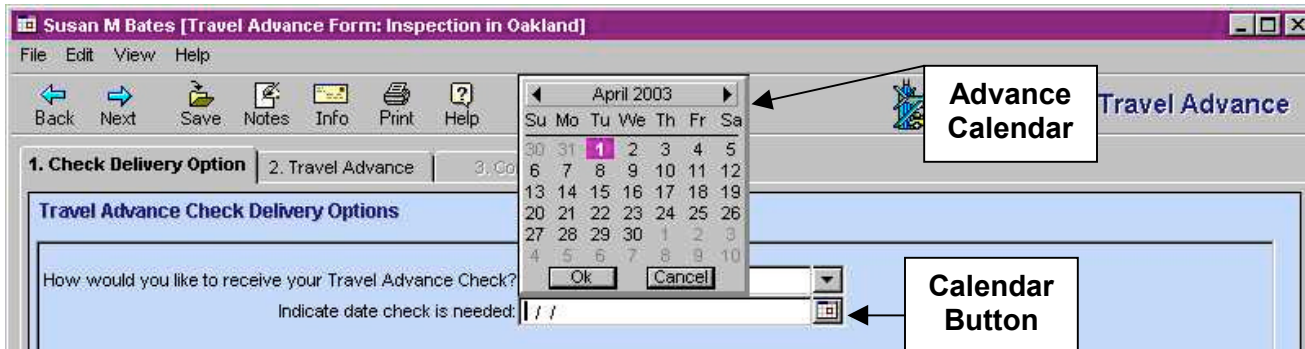 Susan M Bates [Travel Advance Form: Inspection in Oakland]
File Edit View Help
Back Next Save Notes Info Print Help
Travel Advance
April 2003
Su Mo Tu We Th Fr Sa
30 31 1 2 3 4 5
6 7 8 9 10 11 12
13 14 15 16 17 18 19
20 21 22 23 24 25 26
27 28 29 30 1 2 3
4 5 6 7 8 9 10
Ok Cancel
Advance
Calendar
1. Check Delivery Option 2. Travel Advance 3. Co
Travel Advance Check Delivery Options
How would you like to receive your Travel Advance Check?
Indicate date check is needed: / /
Calendar
Button